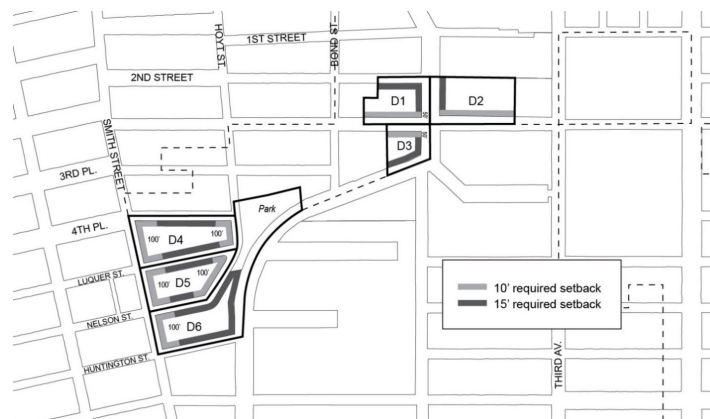 HOYT ST.
BOND ST.
1ST STREET
2ND STREET
D1
25
D2
25
D3
SMITH STREET
3RD PL.
4TH PL.
Park
100'
D4
100'
LUQUER ST.
100'
D5
100'
NELSON ST.
100'
D6
HUNTINGTON ST.
10' required setback
15' required setback
THIRD AV.